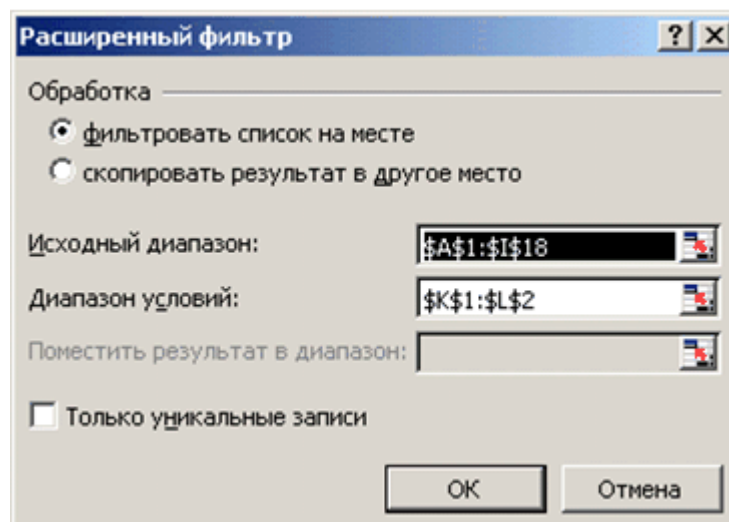 Расширенный фильтр
Обработка
фильтровать список на месте
скопировать результат в другое место
Исходный диапазон: $A$1:$I$18
Диапазон условий: $K$1:$L$2
Поместить результат в диапазон:
Только уникальные записи
ОК Отмена